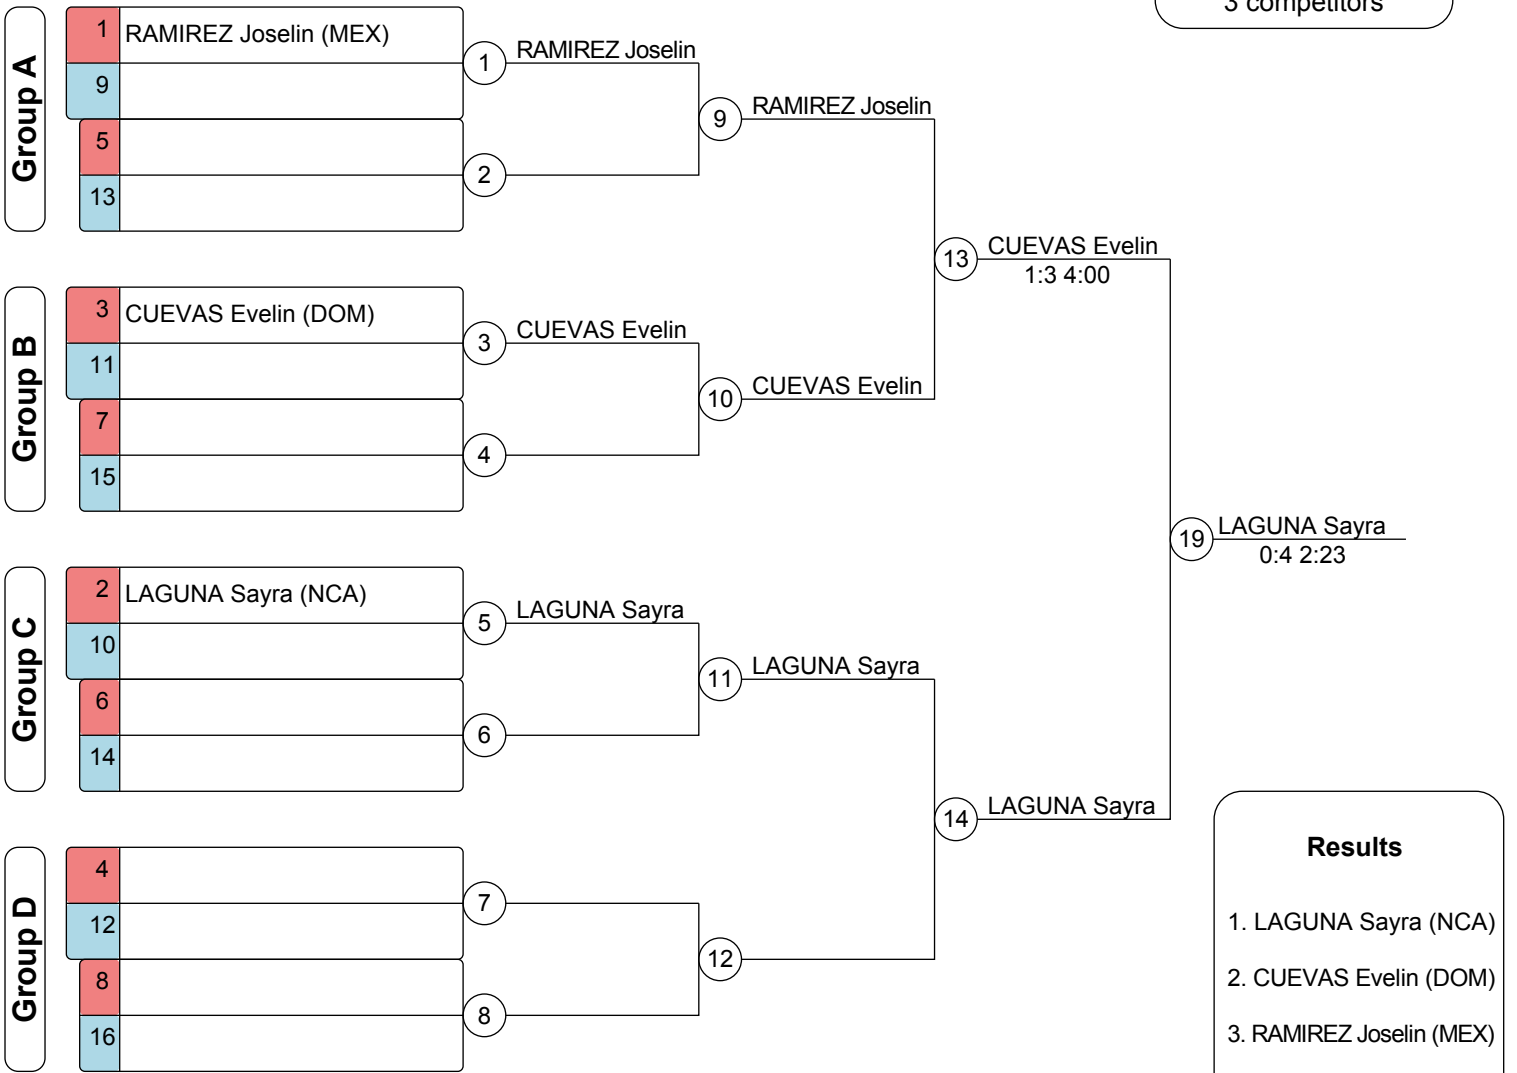 3 competitors
Group A
1 RAMIREZ Joselin (MEX)
9
5
13
1 RAMIREZ Joselin
2
9 RAMIREZ Joselin
Group B
3 CUEVAS Evelin (DOM)
11
7
15
3 CUEVAS Evelin
4
10 CUEVAS Evelin
13 CUEVAS Evelin
1:3 4:00
Group C
2 LAGUNA Sayra (NCA)
10
6
14
5 LAGUNA Sayra
6
11 LAGUNA Sayra
Group D
4
12
8
16
7
8
12
14 LAGUNA Sayra
19 LAGUNA Sayra
0:4 2:23
Results
1. LAGUNA Sayra (NCA)
2. CUEVAS Evelin (DOM)
3. RAMIREZ Joselin (MEX)